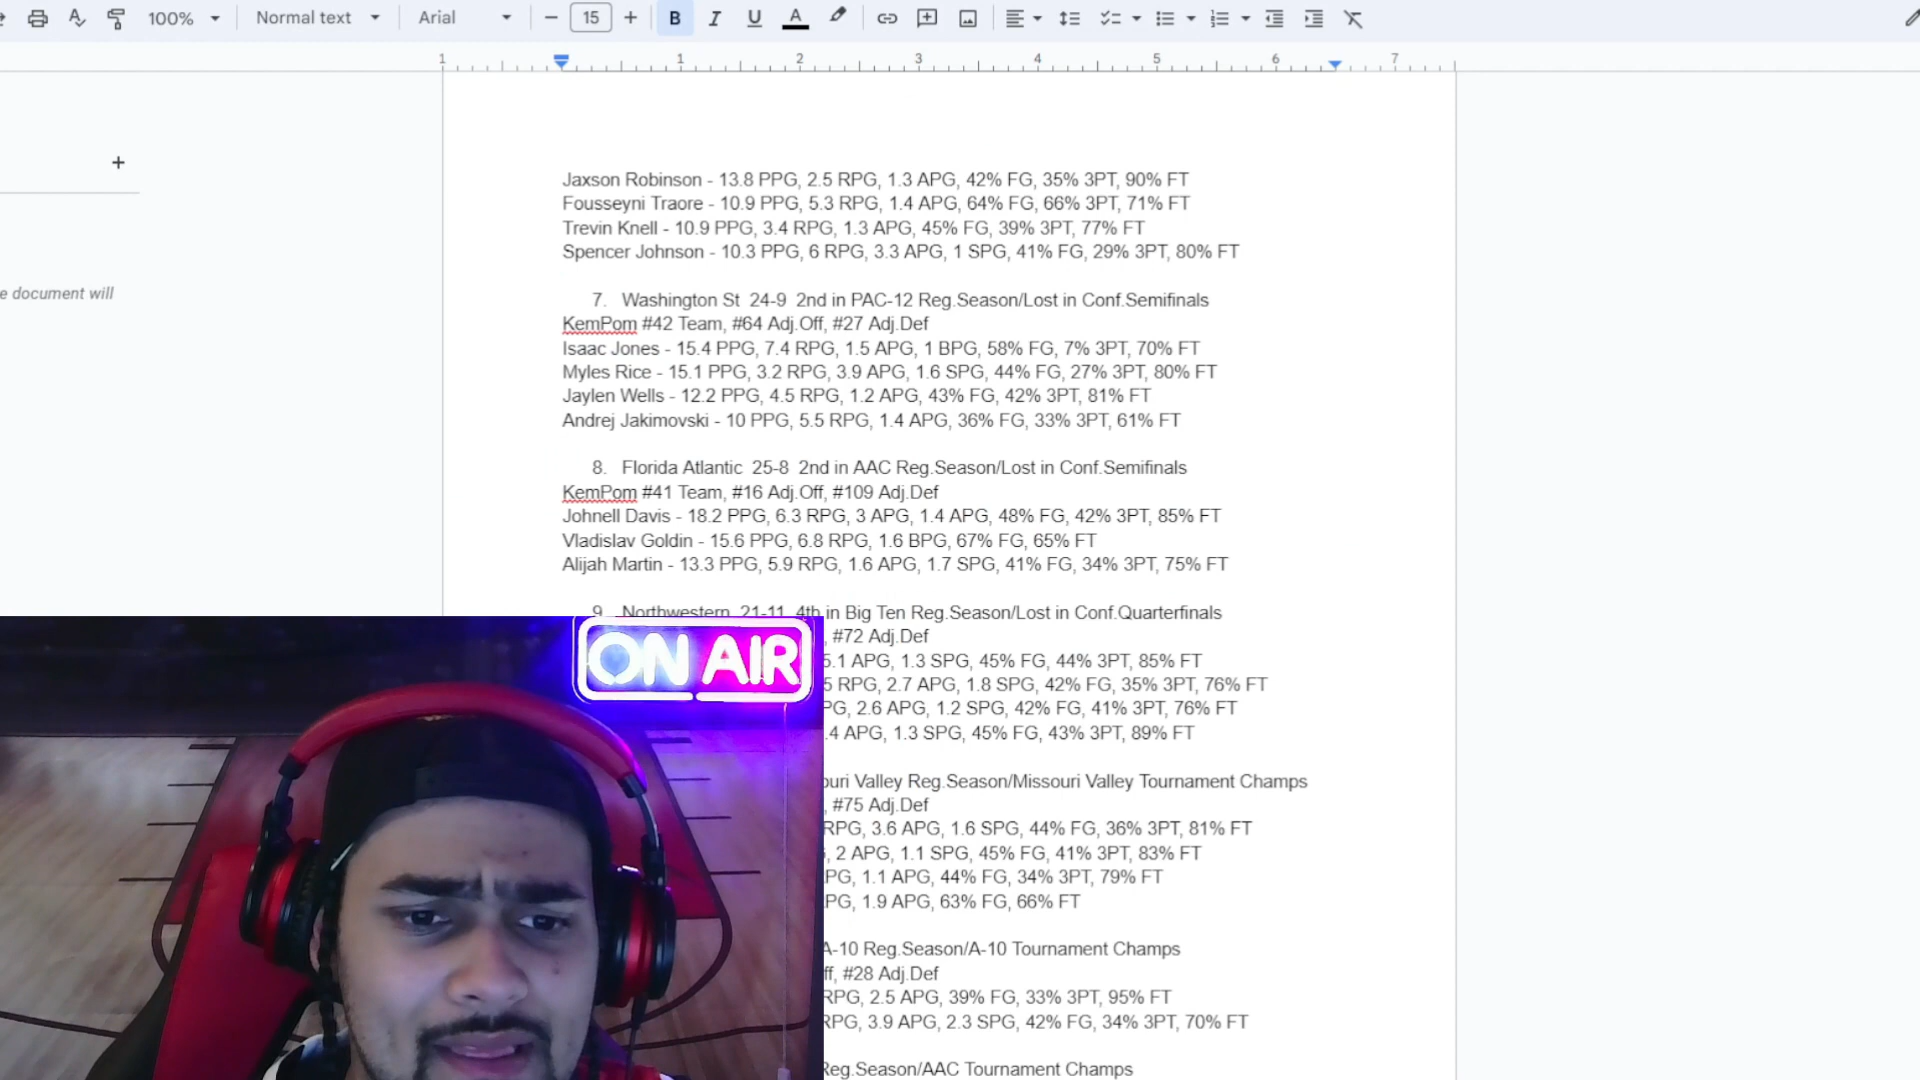 100% Normal text Arial 15 B I U A
1 1 2 3 4 5 6 7
Jaxson Robinson - 13.8 PPG, 2.5 RPG, 1.3 APG, 42% FG, 35% 3PT, 90% FT
Fousseyni Traore - 10.9 PPG, 5.3 RPG, 1.4 APG, 64% FG, 66% 3PT, 71% FT
Trevin Knell - 10.9 PPG, 3.4 RPG, 1.3 APG, 45% FG, 39% 3PT, 77% FT
Spencer Johnson - 10.3 PPG, 6 RPG, 3.3 APG, 1 SPG, 41% FG, 29% 3PT, 80% FT
e document will
7. Washington St 24-9 2nd in PAC-12 Reg.Season/Lost in Conf.Semifinals
KemPom #42 Team, #64 Adj.Off, #27 Adj.Def
Isaac Jones - 15.4 PPG, 7.4 RPG, 1.5 APG, 1 BPG, 58% FG, 7% 3PT, 70% FT
Myles Rice - 15.1 PPG, 3.2 RPG, 3.9 APG, 1.6 SPG, 44% FG, 27% 3PT, 80% FT
Jaylen Wells - 12.2 PPG, 4.5 RPG, 1.2 APG, 43% FG, 42% 3PT, 81% FT
Andrej Jakimovski - 10 PPG, 5.5 RPG, 1.4 APG, 36% FG, 33% 3PT, 61% FT
8. Florida Atlantic 25-8 2nd in AAC Reg.Season/Lost in Conf.Semifinals
KemPom #41 Team, #16 Adj.Off, #109 Adj.Def
Johnell Davis - 18.2 PPG, 6.3 RPG, 3 APG, 1.4 APG, 48% FG, 42% 3PT, 85% FT
Vladislav Goldin - 15.6 PPG, 6.8 RPG, 1.6 BPG, 67% FG, 65% FT
Alijah Martin - 13.3 PPG, 5.9 RPG, 1.6 APG, 1.7 SPG, 41% FG, 34% 3PT, 75% FT
9. Northwestern 21-11 4th in Big Ten Reg.Season/Lost in Conf.Quarterfinals
, #72 Adj.Def
5.1 APG, 1.3 SPG, 45% FG, 44% 3PT, 85% FT
5 RPG, 2.7 APG, 1.8 SPG, 42% FG, 35% 3PT, 76% FT
PG, 2.6 APG, 1.2 SPG, 42% FG, 41% 3PT, 76% FT
.4 APG, 1.3 SPG, 45% FG, 43% 3PT, 89% FT
ouri Valley Reg.Season/Missouri Valley Tournament Champs
, #75 Adj.Def
RPG, 3.6 APG, 1.6 SPG, 44% FG, 36% 3PT, 81% FT
, 2 APG, 1.1 SPG, 45% FG, 41% 3PT, 83% FT
PG, 1.1 APG, 44% FG, 34% 3PT, 79% FT
RPG, 1.9 APG, 63% FG, 66% FT
A-10 Reg.Season/A-10 Tournament Champs
ff, #28 Adj.Def
RPG, 2.5 APG, 39% FG, 33% 3PT, 95% FT
RPG, 3.9 APG, 2.3 SPG, 42% FG, 34% 3PT, 70% FT
Reg.Season/AAC Tournament Champs
ON AIR